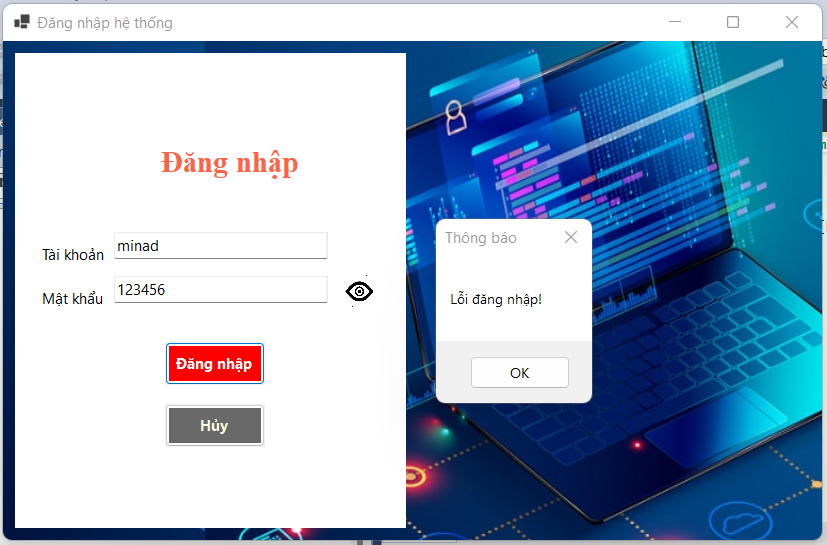 Đăng nhập hệ thống
Đăng nhập
Tài khoản minad
Mật khẩu 123456
Đăng nhập
Hủy
Thông báo
Lỗi đăng nhập!
OK